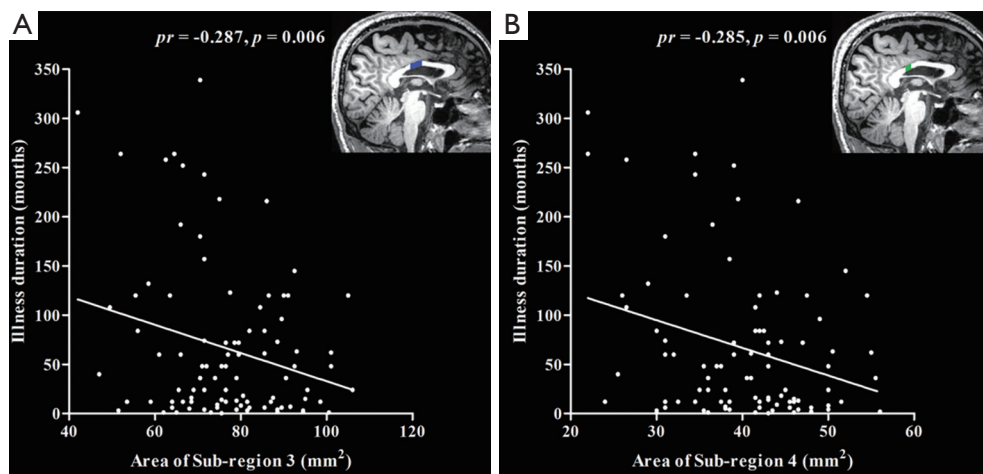 A
pr = -0.287, p = 0.006
350
300
250
200
150
100
50
0
Illness duration (months)
40 60 80 100 120
Area of Sub-region 3 (mm²)
B
pr = -0.285, p = 0.006
350
300
250
200
150
100
50
0
Illness duration (months)
20 30 40 50 60
Area of Sub-region 4 (mm²)